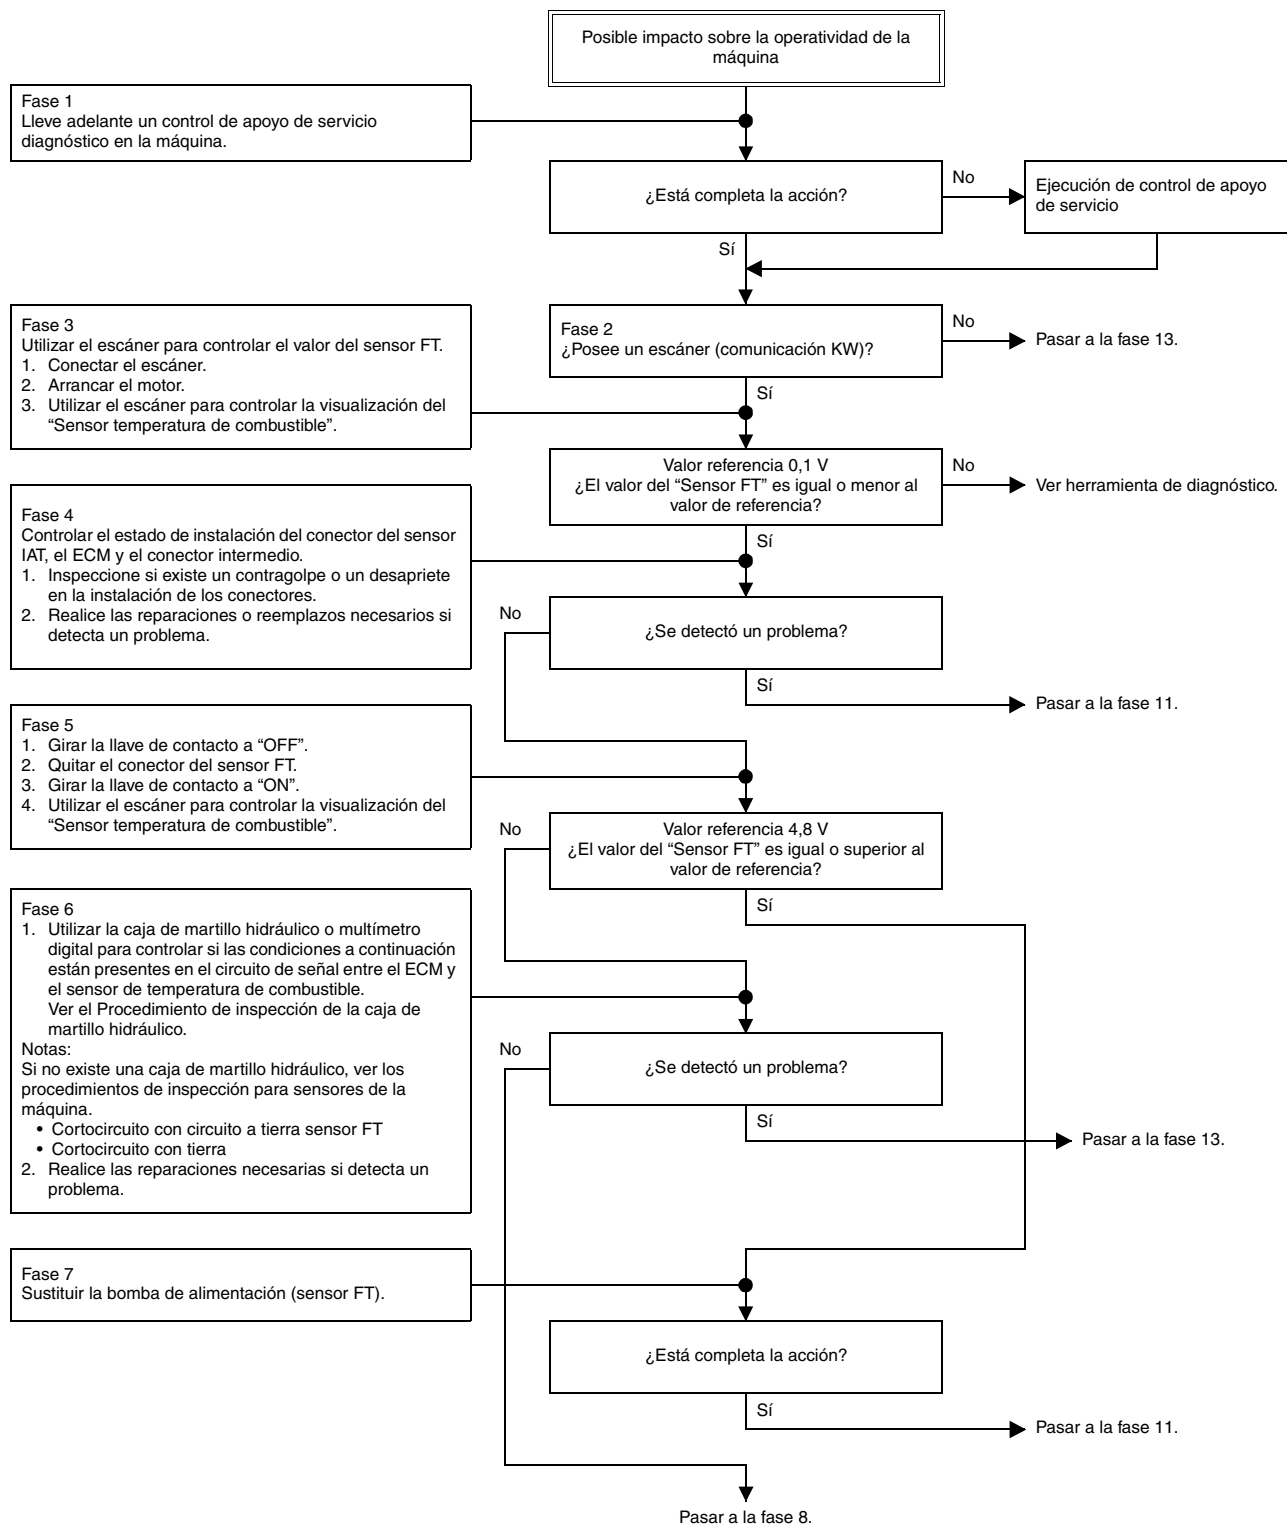 Posible impacto sobre la operatividad de la
máquina
Fase 1
Lleve adelante un control de apoyo de servicio
diagnóstico en la máquina.
¿Está completa la acción?
No
Ejecución de control de apoyo
de servicio
Sí
Fase 3
Utilizar el escáner para controlar el valor del sensor FT.
1. Conectar el escáner.
2. Arrancar el motor.
3. Utilizar el escáner para controlar la visualización del
“Sensor temperatura de combustible”.
Fase 2
¿Posee un escáner (comunicación KW)?
No
Pasar a la fase 13.
Sí
Valor referencia 0,1 V
¿El valor del “Sensor FT” es igual o menor al
valor de referencia?
No
Ver herramienta de diagnóstico.
Sí
Fase 4
Controlar el estado de instalación del conector del sensor
IAT, el ECM y el conector intermedio.
1. Inspeccione si existe un contragolpe o un desapriete
en la instalación de los conectores.
2. Realice las reparaciones o reemplazos necesarios si
detecta un problema.
No
¿Se detectó un problema?
Sí
Pasar a la fase 11.
Fase 5
1. Girar la llave de contacto a “OFF”.
2. Quitar el conector del sensor FT.
3. Girar la llave de contacto a “ON”.
4. Utilizar el escáner para controlar la visualización del
“Sensor temperatura de combustible”.
No
Valor referencia 4,8 V
¿El valor del “Sensor FT” es igual o superior al
valor de referencia?
Sí
Fase 6
1. Utilizar la caja de martillo hidráulico o multímetro
digital para controlar si las condiciones a continuación
están presentes en el circuito de señal entre el ECM y
el sensor de temperatura de combustible.
Ver el Procedimiento de inspección de la caja de
martillo hidráulico.
Notas:
Si no existe una caja de martillo hidráulico, ver los
procedimientos de inspección para sensores de la
máquina.
• Cortocircuito con circuito a tierra sensor FT
• Cortocircuito con tierra
2. Realice las reparaciones necesarias si detecta un
problema.
No
¿Se detectó un problema?
Sí
Pasar a la fase 13.
Fase 7
Sustituir la bomba de alimentación (sensor FT).
¿Está completa la acción?
Sí
Pasar a la fase 11.
Pasar a la fase 8.